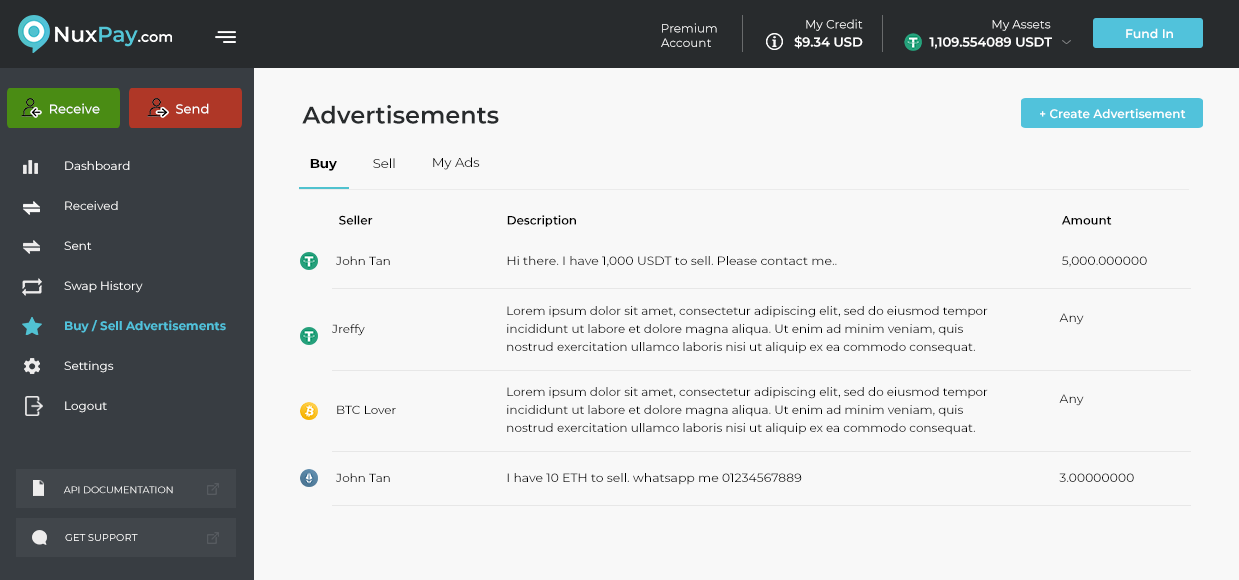 NuxPay.com
Premium
Account
My Credit
$9.34 USD
My Assets
1,109.554089 USDT
Fund In
Receive
Send
Dashboard
Received
Sent
Swap History
Buy / Sell Advertisements
Settings
Logout
API DOCUMENTATION
GET SUPPORT
Advertisements
+ Create Advertisement
Buy
Sell
My Ads
Seller
Description
Amount
John Tan
Hi there. I have 1,000 USDT to sell. Please contact me..
5,000.000000
Jreffy
Lorem ipsum dolor sit amet, consectetur adipiscing elit, sed do eiusmod tempor
incididunt ut labore et dolore magna aliqua. Ut enim ad minim veniam, quis
nostrud exercitation ullamco laboris nisi ut aliquip ex ea commodo consequat.
Any
BTC Lover
Lorem ipsum dolor sit amet, consectetur adipiscing elit, sed do eiusmod tempor
incididunt ut labore et dolore magna aliqua. Ut enim ad minim veniam, quis
nostrud exercitation ullamco laboris nisi ut aliquip ex ea commodo consequat.
Any
John Tan
I have 10 ETH to sell. whatsapp me 01234567889
3.00000000